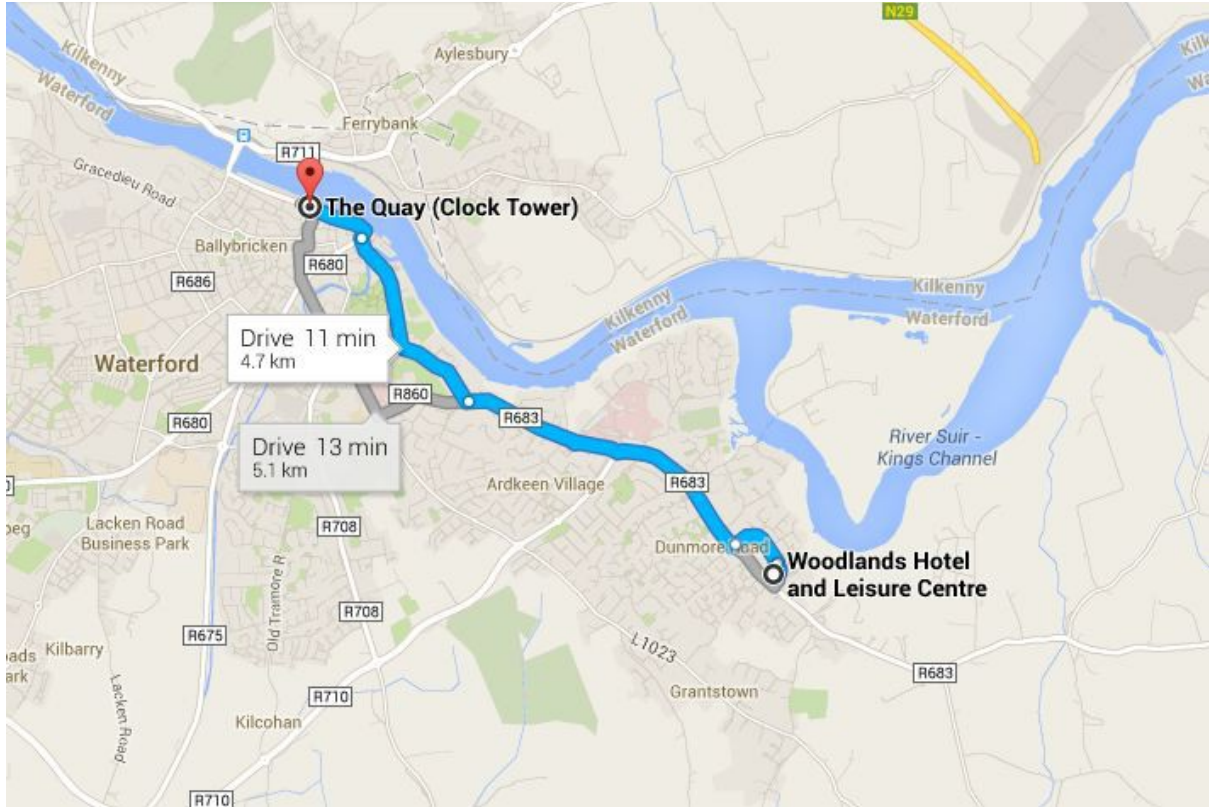 N29
Kilkenny
Waterford
Aylesbury
Ferrybank
R711
Gracedieu Road
The Quay (Clock Tower)
Ballybricken
R680
R686
Kilkenny
Waterford
Kilkenny
Waterford
Drive 11 min
4.7 km
Waterford
R860
R683
R680
Drive 13 min
5.1 km
River Suir -
Kings Channel
Ardkeen Village
R683
Lacken Road
Business Park
R708
Dunmore Road
Woodlands Hotel
and Leisure Centre
Old Tramore R
R708
R675
Kilbarry
L1023
R683
Lacken Road
Grantstown
R710
Kilcohan
R710